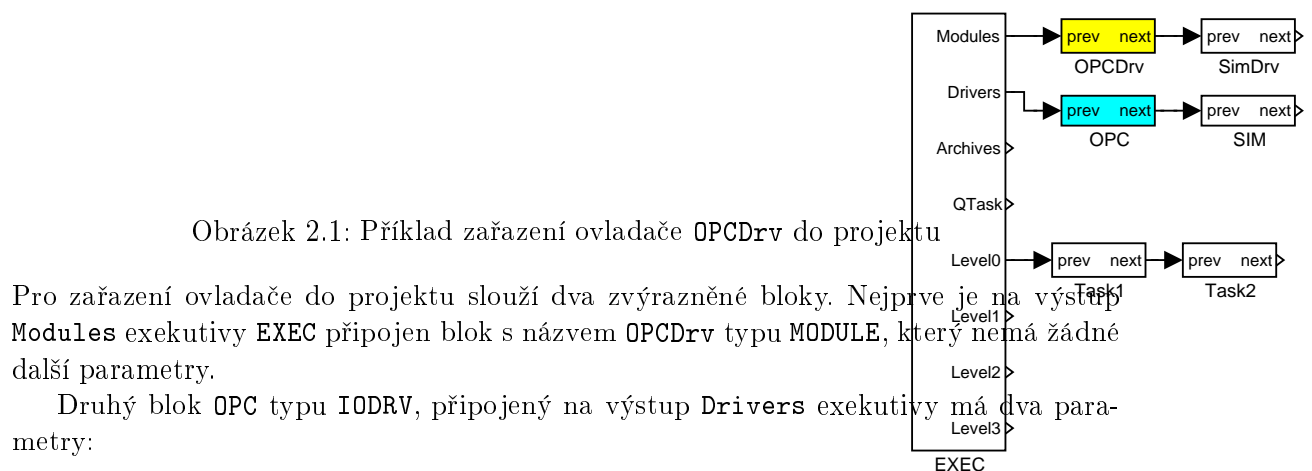 Modules
prev next
prev next
OPCDrv
SimDrv
Drivers
prev next
prev next
OPC
SIM
Archives
QTask
Obrázek 2.1: Příklad zařazení ovladače OPCDrv do projektu
Level0
prev next
prev next
Task1
Task2
Pro zařazení ovladače do projektu slouží dva zvýrazněné bloky. Nejprve je na výstup
Level1
Modules exekutivy EXEC připojen blok s názvem OPCDrv typu MODULE, který nemá žádné
další parametry.
Level2
Druhý blok OPC typu IODRV, připojený na výstup Drivers exekutivy má dva para-
metry:
Level3
EXEC